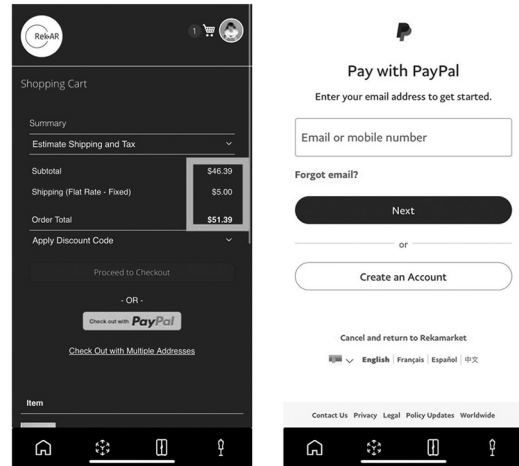 RekAR
1
Shopping Cart
Summary
Estimate Shipping and Tax
Subtotal $46.39
Shipping (Flat Rate - Fixed) $5.00
Order Total $51.39
Apply Discount Code
Proceed to Checkout
- OR -
Check out with PayPal
Check Out with Multiple Addresses
Item
Pay with PayPal
Enter your email address to get started.
Email or mobile number
Forgot email?
Next
or
Create an Account
Cancel and return to Rekamarket
English | Français | Español | 中文
Contact Us Privacy Legal Policy Updates Worldwide